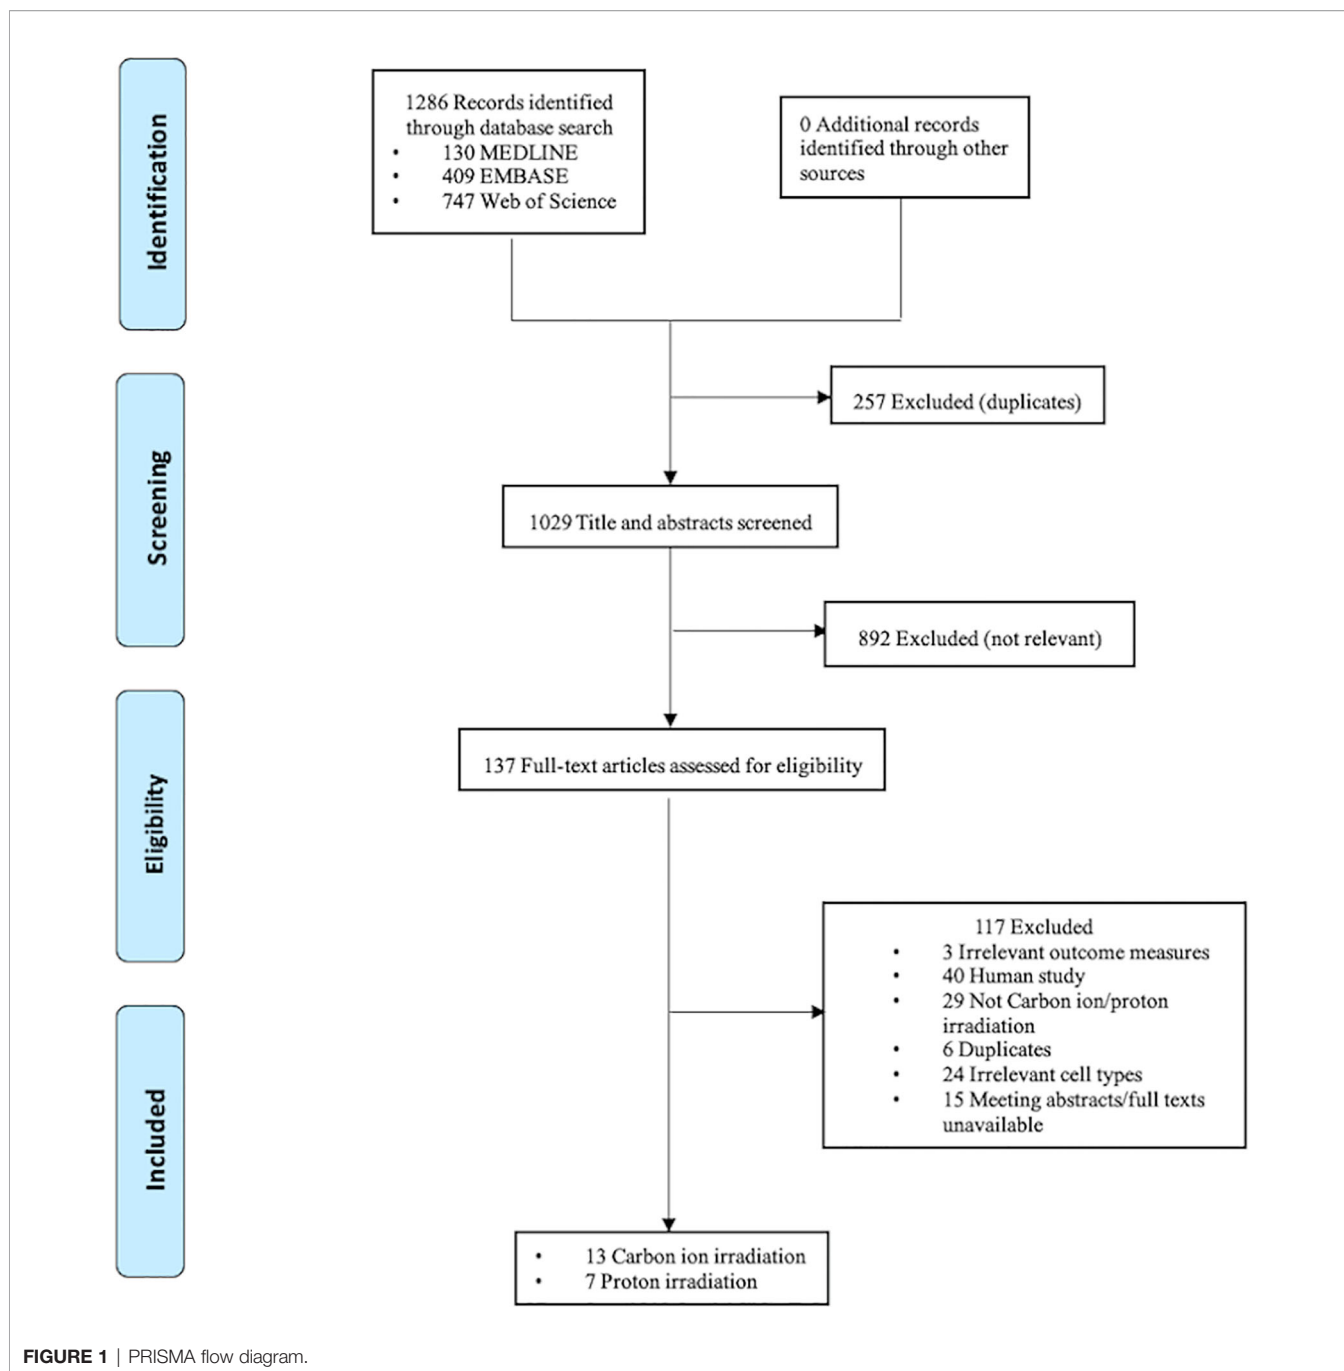 Identification
1286 Records identified
through database search
• 130 MEDLINE
• 409 EMBASE
• 747 Web of Science
0 Additional records
identified through other
sources
257 Excluded (duplicates)
Screening
1029 Title and abstracts screened
892 Excluded (not relevant)
Eligibility
137 Full-text articles assessed for eligibility
117 Excluded
• 3 Irrelevant outcome measures
• 40 Human study
• 29 Not Carbon ion/proton
irradiation
• 6 Duplicates
• 24 Irrelevant cell types
• 15 Meeting abstracts/full texts
unavailable
Included
• 13 Carbon ion irradiation
• 7 Proton irradiation
FIGURE 1 | PRISMA flow diagram.